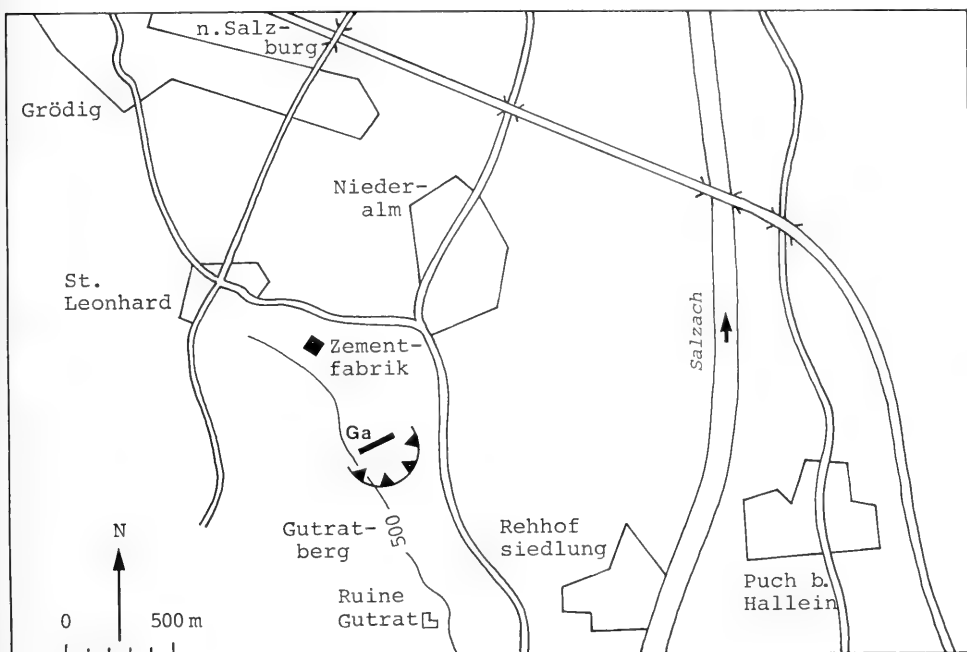 n.Salz-
burg
Grödig
Nieder-
alm
St.
Leonhard
Salzach
Zement-
fabrik
Ga
500
Gutrat-
berg
Rehhof
siedlung
N
Puch b.
Hallein
Ruine
Gutrat
0 500 m